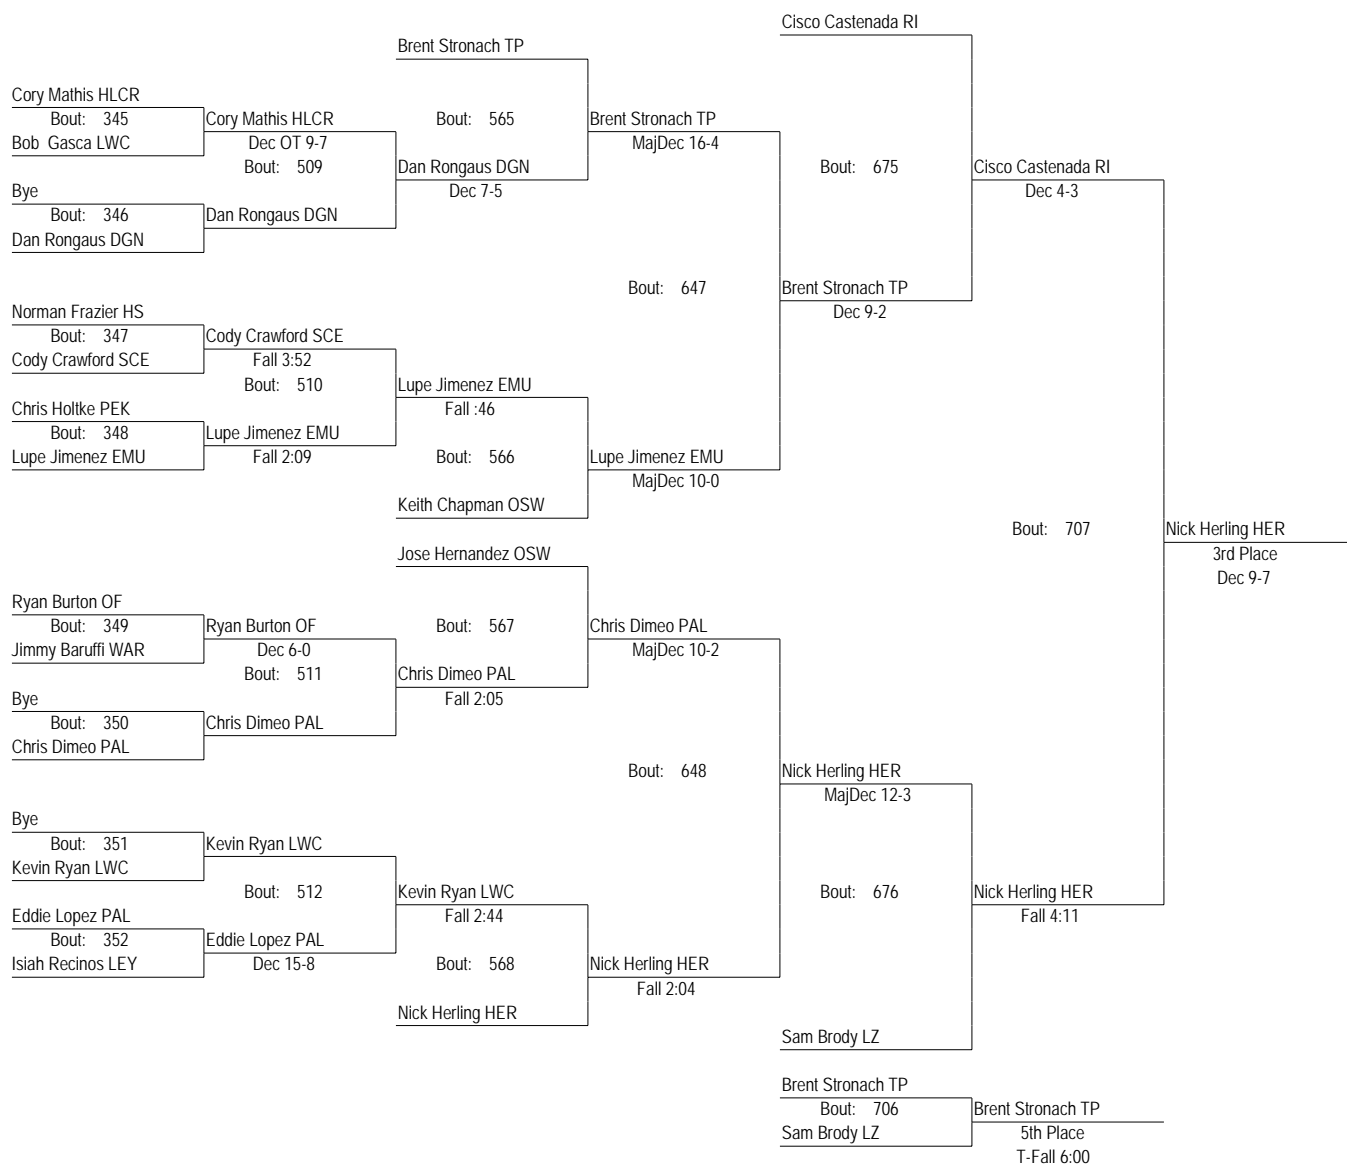 Cisco Castenada RI
Brent Stronach TP
Cory Mathis HLCR
Bout: 345
Bob  Gasca LWC
Cory Mathis HLCR
Dec OT 9-7
Bout: 509
Bye
Bout: 346
Dan Rongaus DGN
Dan Rongaus DGN
Bout: 565
Dan Rongaus DGN
Dec 7-5
Brent Stronach TP
MajDec 16-4
Bout: 675
Cisco Castenada RI
Dec 4-3
Bout: 647
Brent Stronach TP
Dec 9-2
Norman Frazier HS
Bout: 347
Cody Crawford SCE
Cody Crawford SCE
Fall 3:52
Bout: 510
Chris Holtke PEK
Bout: 348
Lupe Jimenez EMU
Lupe Jimenez EMU
Fall 2:09
Lupe Jimenez EMU
Fall :46
Bout: 566
Keith Chapman OSW
Lupe Jimenez EMU
MajDec 10-0
Bout: 707
Nick Herling HER
3rd Place
Dec 9-7
Jose Hernandez OSW
Ryan Burton OF
Bout: 349
Jimmy Baruffi WAR
Ryan Burton OF
Dec 6-0
Bout: 511
Bye
Bout: 350
Chris Dimeo PAL
Chris Dimeo PAL
Bout: 567
Chris Dimeo PAL
Fall 2:05
Chris Dimeo PAL
MajDec 10-2
Bout: 648
Nick Herling HER
MajDec 12-3
Bye
Bout: 351
Kevin Ryan LWC
Kevin Ryan LWC
Bout: 512
Eddie Lopez PAL
Bout: 352
Isiah Recinos LEY
Eddie Lopez PAL
Dec 15-8
Kevin Ryan LWC
Fall 2:44
Bout: 568
Nick Herling HER
Nick Herling HER
Fall 2:04
Bout: 676
Nick Herling HER
Fall 4:11
Sam Brody LZ
Brent Stronach TP
Bout: 706
Sam Brody LZ
Brent Stronach TP
5th Place
T-Fall 6:00